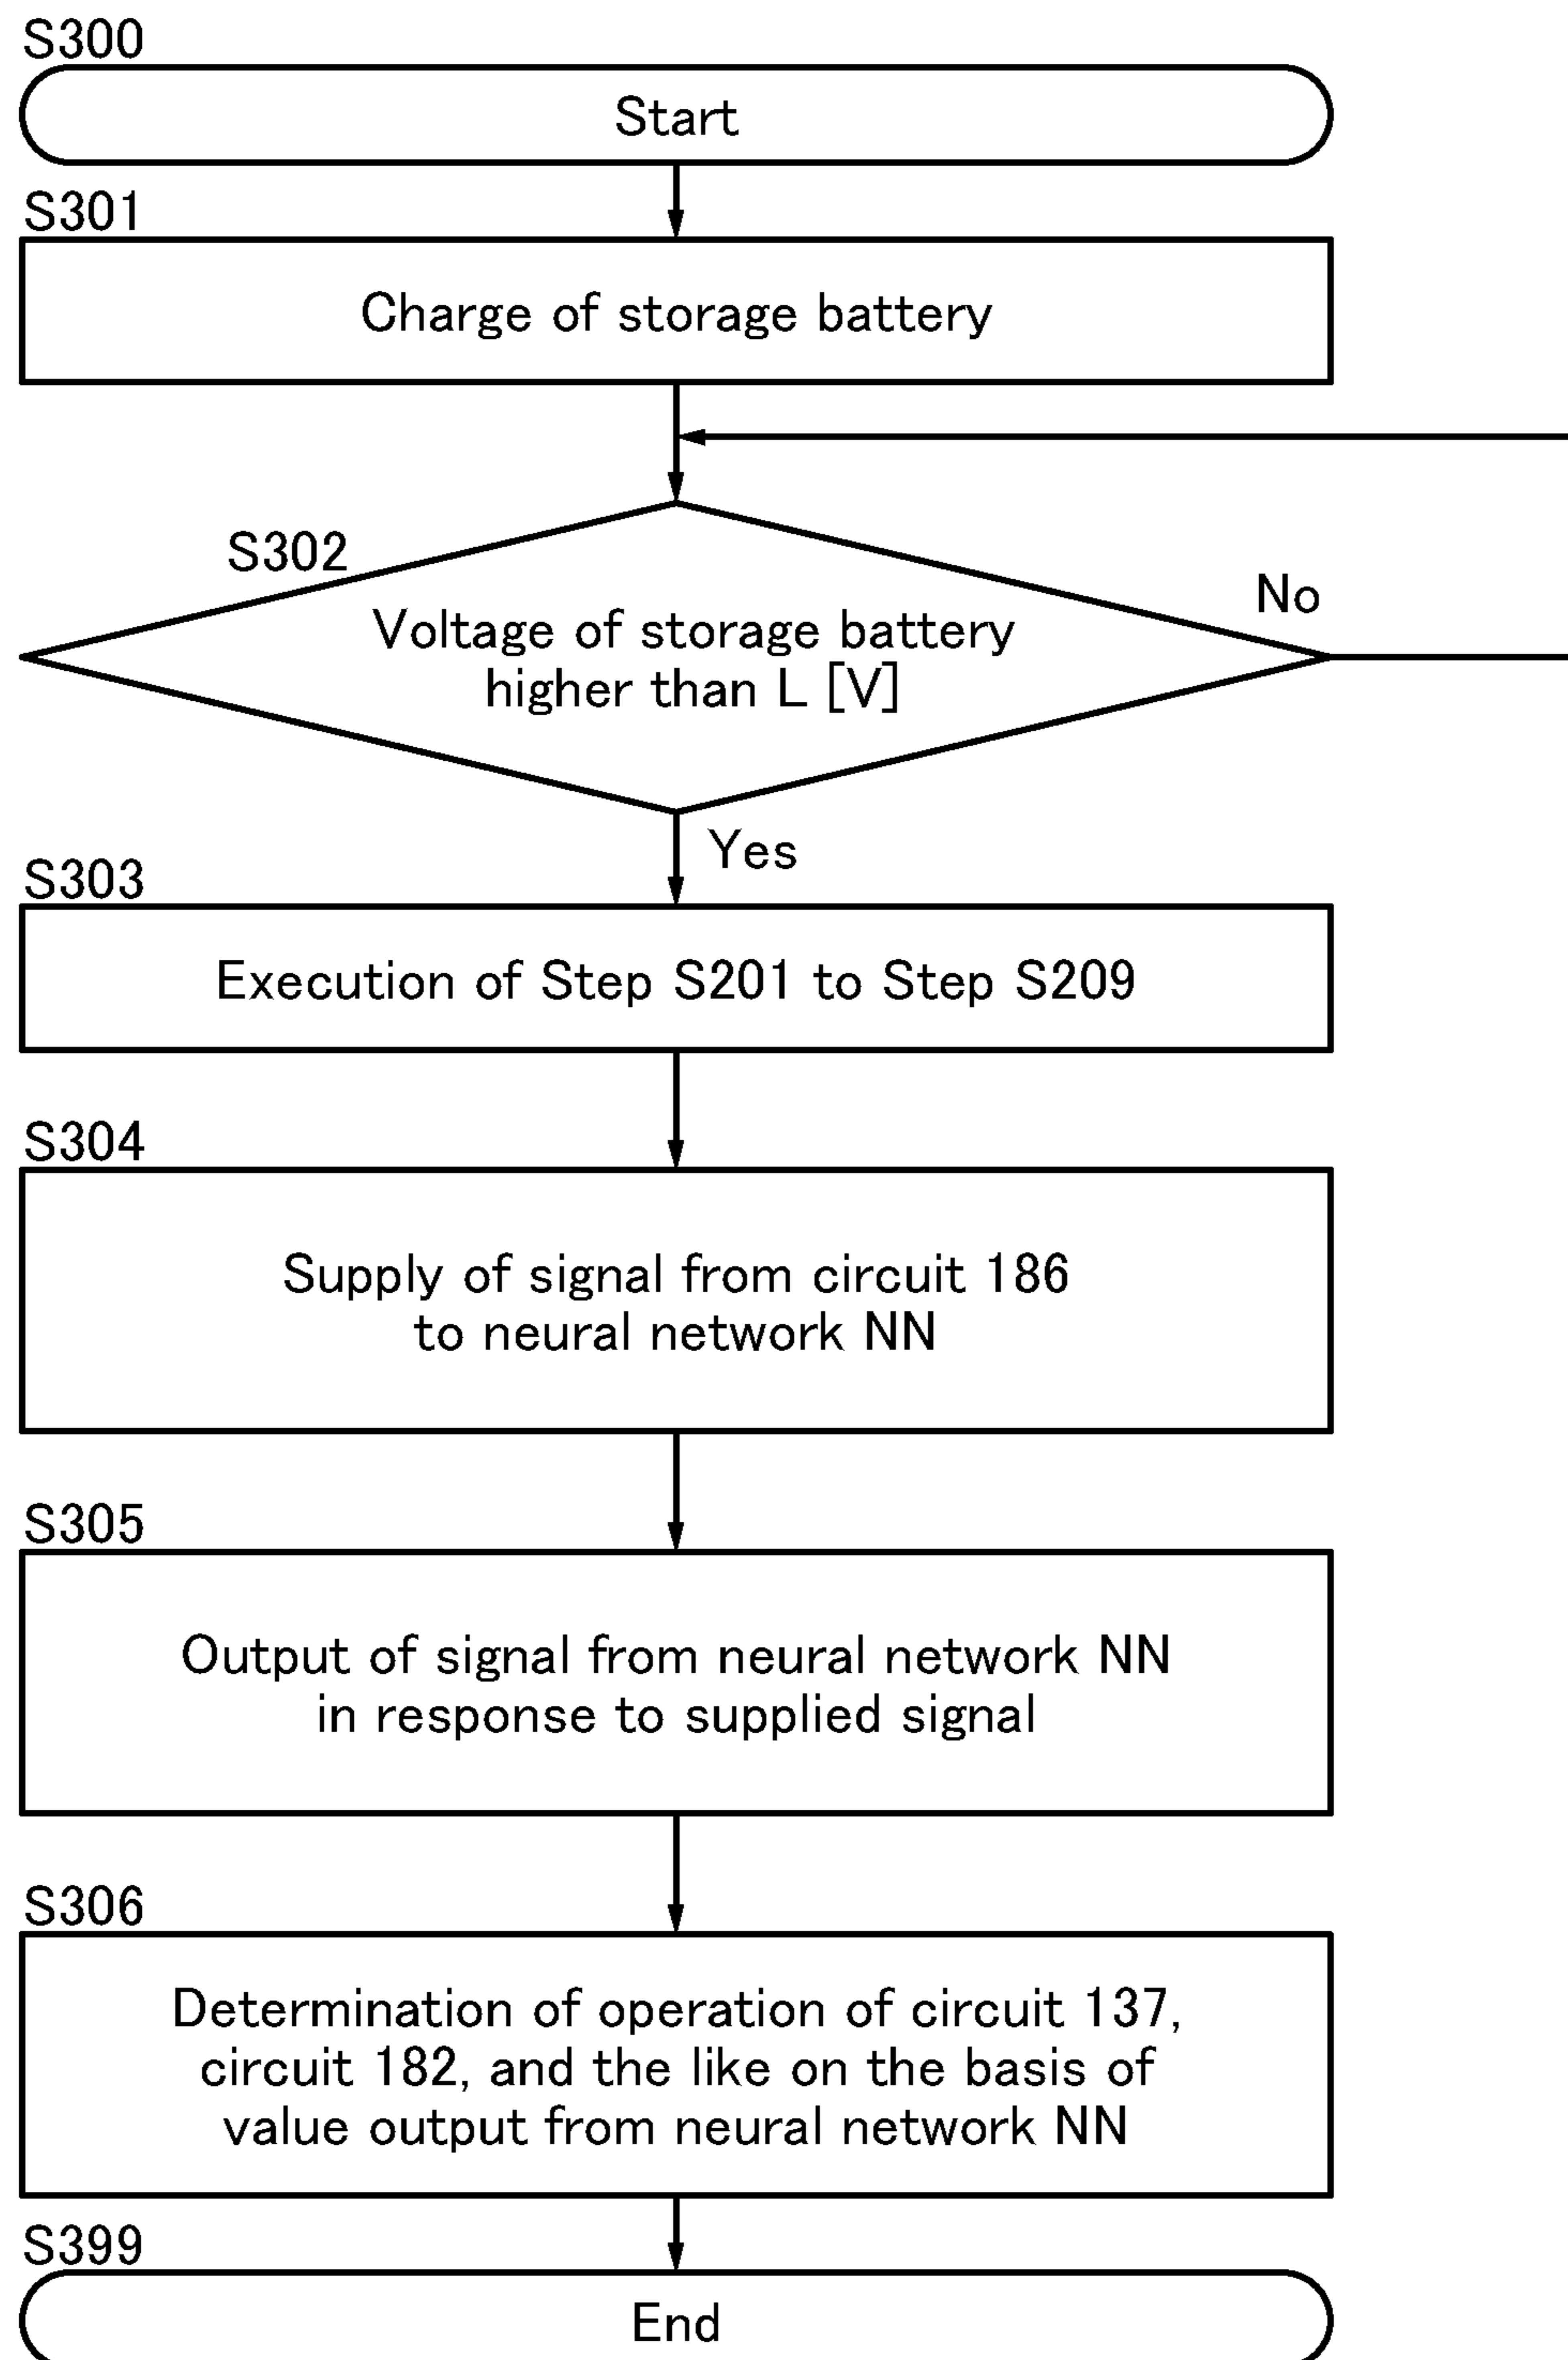 S300
Start
S301
Charge of storage battery
S302
Voltage of storage battery
higher than L [V]
No
Yes
S303
Execution of Step S201 to Step S209
S304
Supply of signal from circuit 186
to neural network NN
S305
Output of signal from neural network NN
in response to supplied signal
S306
Determination of operation of circuit 137,
circuit 182, and the like on the basis of
value output from neural network NN
S399
End